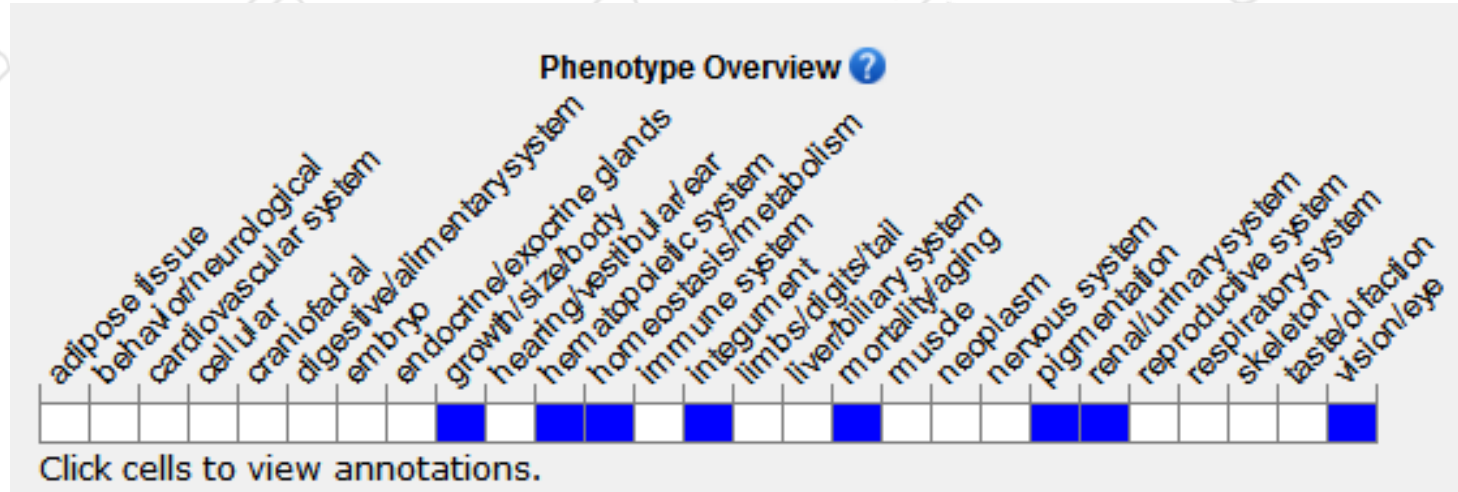 Phenotype Overview ?
adipose tissue
behavior/neurological
cardiovascular system
cellular
craniofacial
digestive/alimentary system
embryo
endocrine/exocrine glands
growth/size/body
hearing/vestibular/ear
hematopoietic system
homeostasis/metabolism
immune system
integument
limbs/digits/tail
liver/biliary system
mortality/aging
muscle
neoplasm
nervous system
pigmentation
renal/urinary system
reproductive system
respiratory system
skeleton
taste/olfaction
vision/eye
Click cells to view annotations.